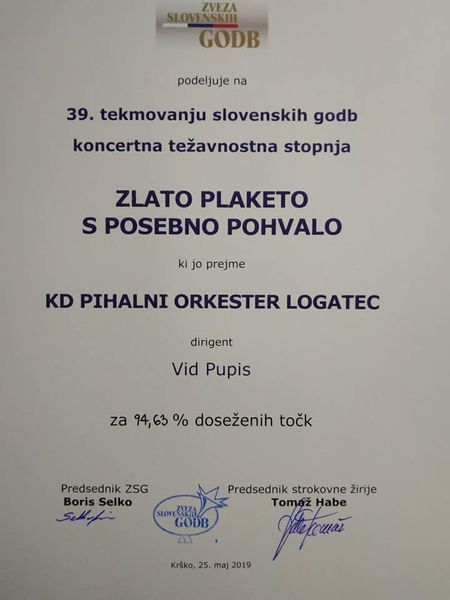 ZVEZA
SLOVENSKIH
GODB
podeljuje na
39. tekmovanju slovenskih godb
koncertna težavnostna stopnja
ZLATO PLAKETO
S POSEBNO POHVALO
ki jo prejme
KD PIHALNI ORKESTER LOGATEC
dirigent
Vid Pupis
za 94,63 % doseženih točk
Predsednik ZSG
Boris Selko
ZVEZA
SLOVENSKIH
GODB
Predsednik strokovne žirije
Tomaž Habe
Krško, 25. maj 2019